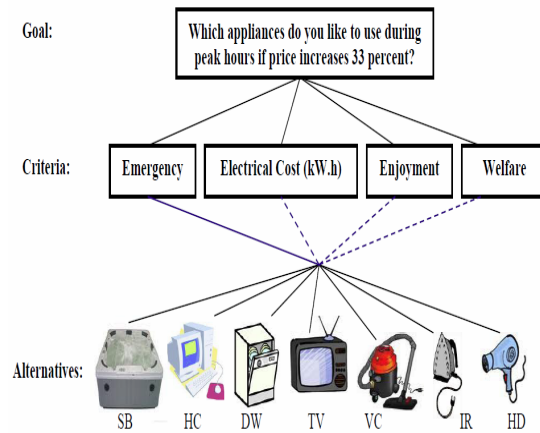 Goal:
Which appliances do you like to use during
peak hours if price increases 33 percent?
Criteria:
Emergency
Electrical Cost (kW.h)
Enjoyment
Welfare
Alternatives:
SB
HC
DW
TV
VC
IR
HD